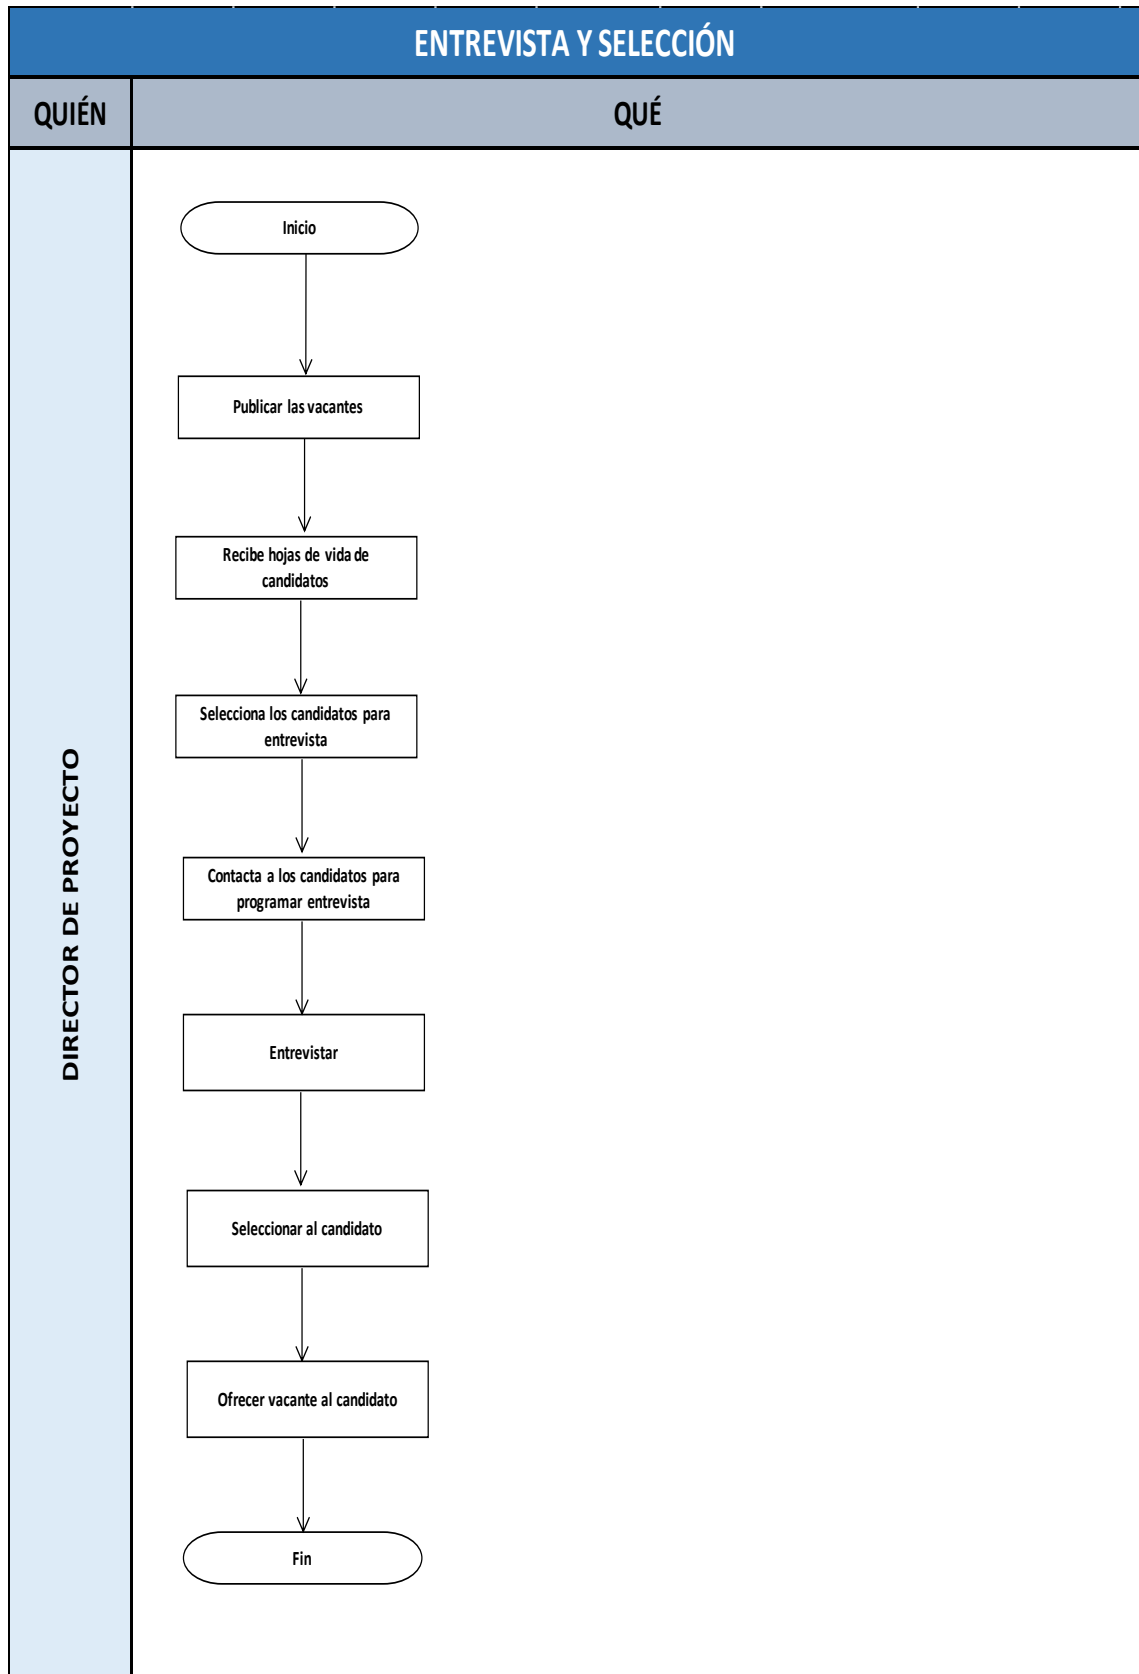 ENTREVISTA Y SELECCIÓN
QUIÉN
QUÉ
DIRECTOR DE PROYECTO
Inicio
Publicar las vacantes
Recibe hojas de vida de
candidatos
Selecciona los candidatos para
entrevista
Contacta a los candidatos para
programar entrevista
Entrevistar
Seleccionar al candidato
Ofrecer vacante al candidato
Fin